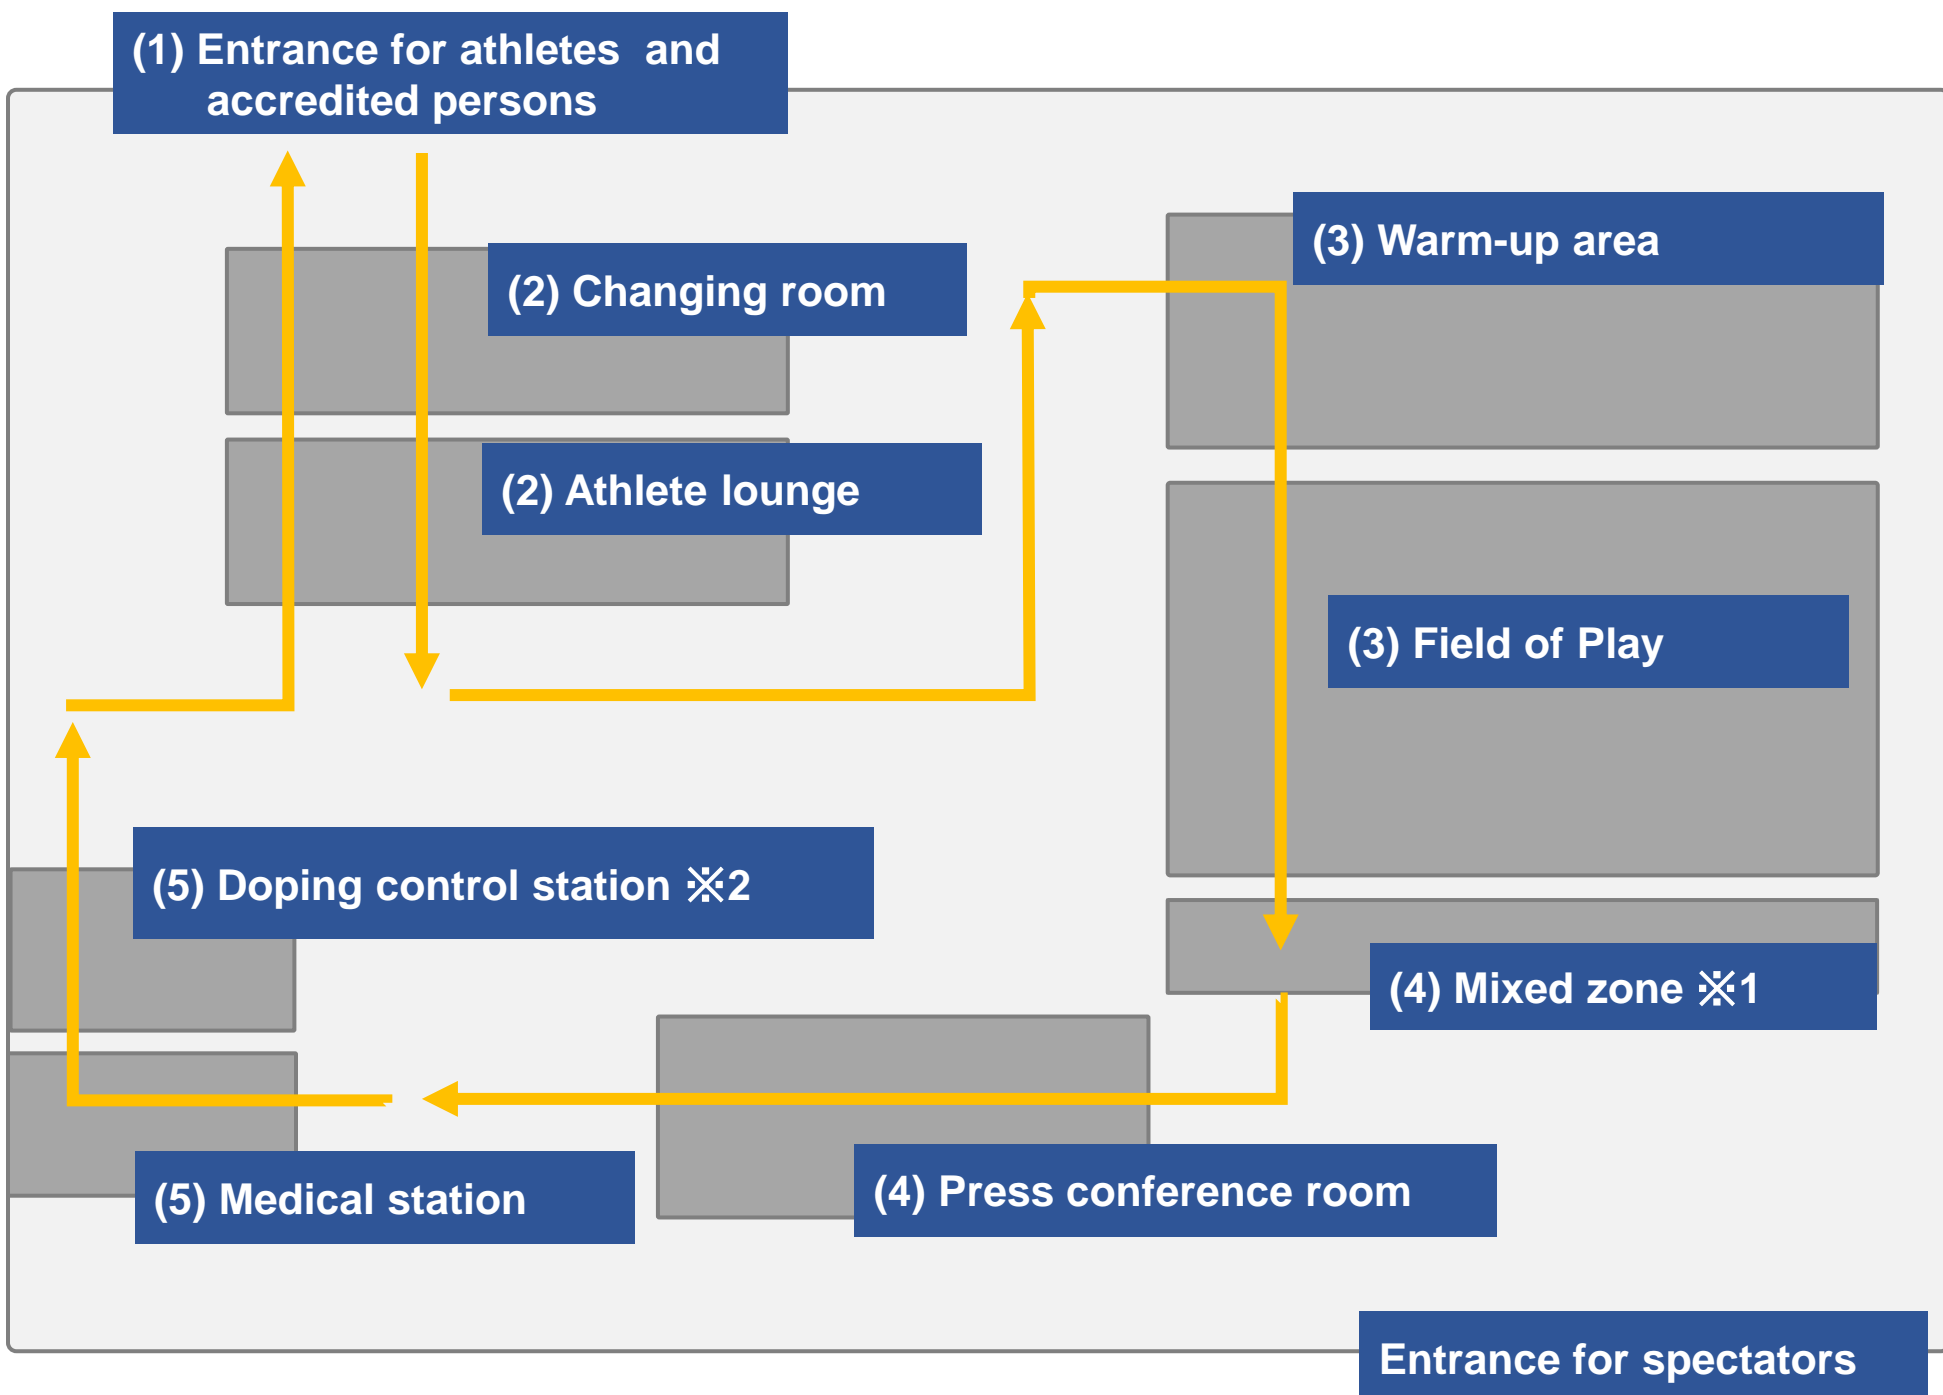 (1) Entrance for athletes and
accredited persons
(2) Changing room
(3) Warm-up area
(2) Athlete lounge
(3) Field of Play
(5) Doping control station ※2
(4) Mixed zone ※1
(5) Medical station
(4) Press conference room
Entrance for spectators